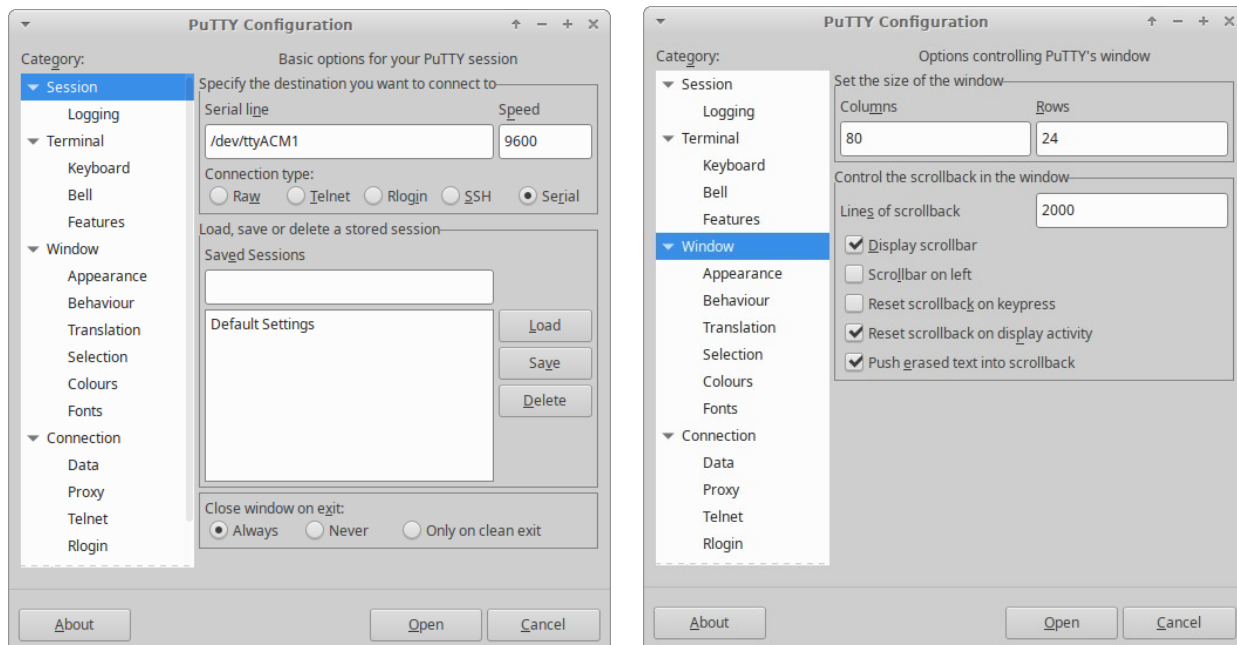 PuTTY Configuration
Category:
Basic options for your PuTTY session
Session
Logging
Terminal
Keyboard
Bell
Features
Window
Appearance
Behaviour
Translation
Selection
Colours
Fonts
Connection
Data
Proxy
Telnet
Rlogin
Specify the destination you want to connect to
Serial line Speed
/dev/ttyACM1 9600
Connection type:
Raw Telnet Rlogin SSH Serial
Load, save or delete a stored session
Saved Sessions
Default Settings
Load
Save
Delete
Close window on exit:
Always Never Only on clean exit
About Open Cancel
PuTTY Configuration
Category:
Options controlling PuTTY's window
Session
Logging
Terminal
Keyboard
Bell
Features
Window
Appearance
Behaviour
Translation
Selection
Colours
Fonts
Connection
Data
Proxy
Telnet
Rlogin
Set the size of the window
Columns Rows
80 24
Control the scrollback in the window
Lines of scrollback 2000
Display scrollbar
Scrollbar on left
Reset scrollback on keypress
Reset scrollback on display activity
Push erased text into scrollback
About Open Cancel